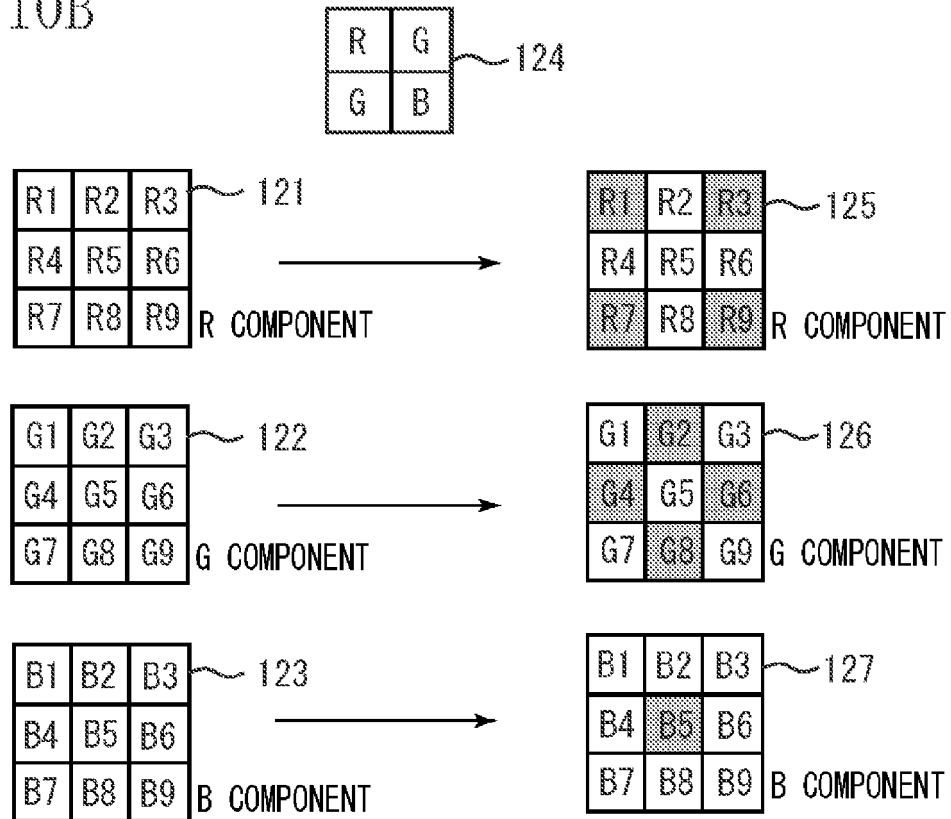 10B
R G
124
G B
R1 R2 R3 121
R4 R5 R6
R7 R8 R9 R COMPONENT
R1 R2 R3 125
R4 R5 R6
R7 R8 R9 R COMPONENT
G1 G2 G3 122
G4 G5 G6
G7 G8 G9 G COMPONENT
G1 G2 G3 126
G4 G5 G6
G7 G8 G9 G COMPONENT
B1 B2 B3 123
B4 B5 B6
B7 B8 B9 B COMPONENT
B1 B2 B3 127
B4 B5 B6
B7 B8 B9 B COMPONENT